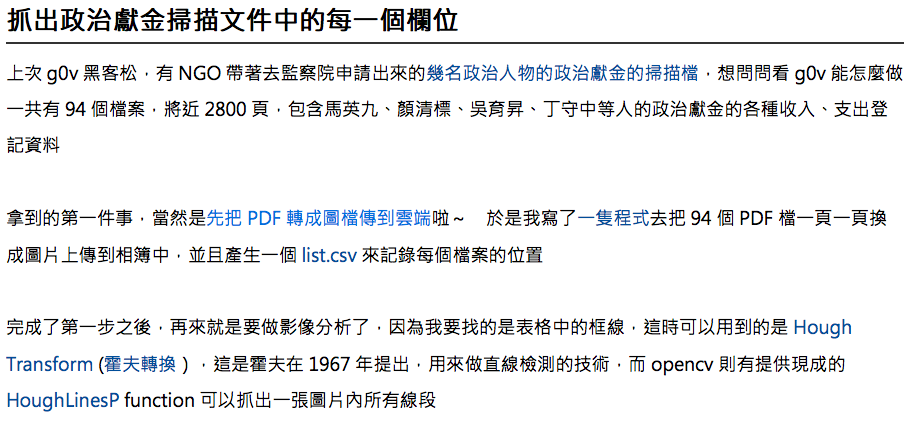 抓出政治獻金掃描文件中的每一個欄位
上次 g0v 黑客松，有 NGO 帶著去監察院申請出來的幾名政治人物的政治獻金的掃描檔，想問問看 g0v 能怎麼做
一共有 94 個檔案，將近 2800 頁，包含馬英九、顏清標、吳育昇、丁守中等人的政治獻金的各種收入、支出登
記資料
拿到的第一件事，當然是先把 PDF 轉成圖檔傳到雲端啦～　於是我寫了一隻程式去把 94 個 PDF 檔一頁一頁換
成圖片上傳到相簿中，並且產生一個 list.csv 來記錄每個檔案的位置
完成了第一步之後，再來就是要做影像分析了，因為我要找的是表格中的框線，這時可以用到的是 Hough
Transform (霍夫轉換 ) ，這是霍夫在 1967 年提出，用來做直線檢測的技術，而 opencv 則有提供現成的
HoughLinesP function 可以抓出一張圖片內所有線段